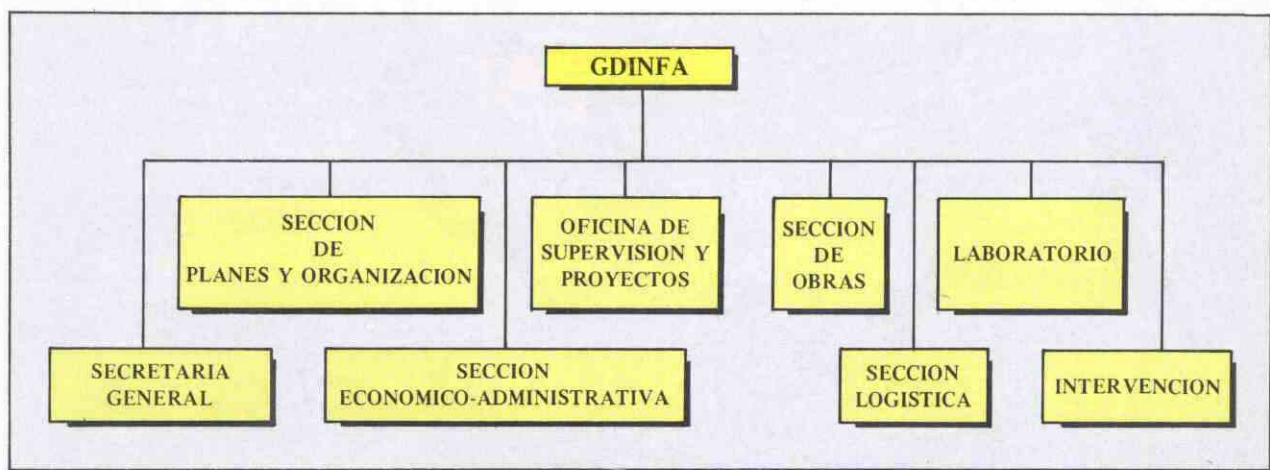 GDINFA
SECCION
DE
PLANES Y ORGANIZACION
OFICINA DE
SUPERVISION Y
PROYECTOS
SECCION
DE
OBRAS
LABORATORIO
SECRETARIA
GENERAL
SECCION
ECONOMICO-ADMINISTRATIVA
SECCION
LOGISTICA
INTERVENCION